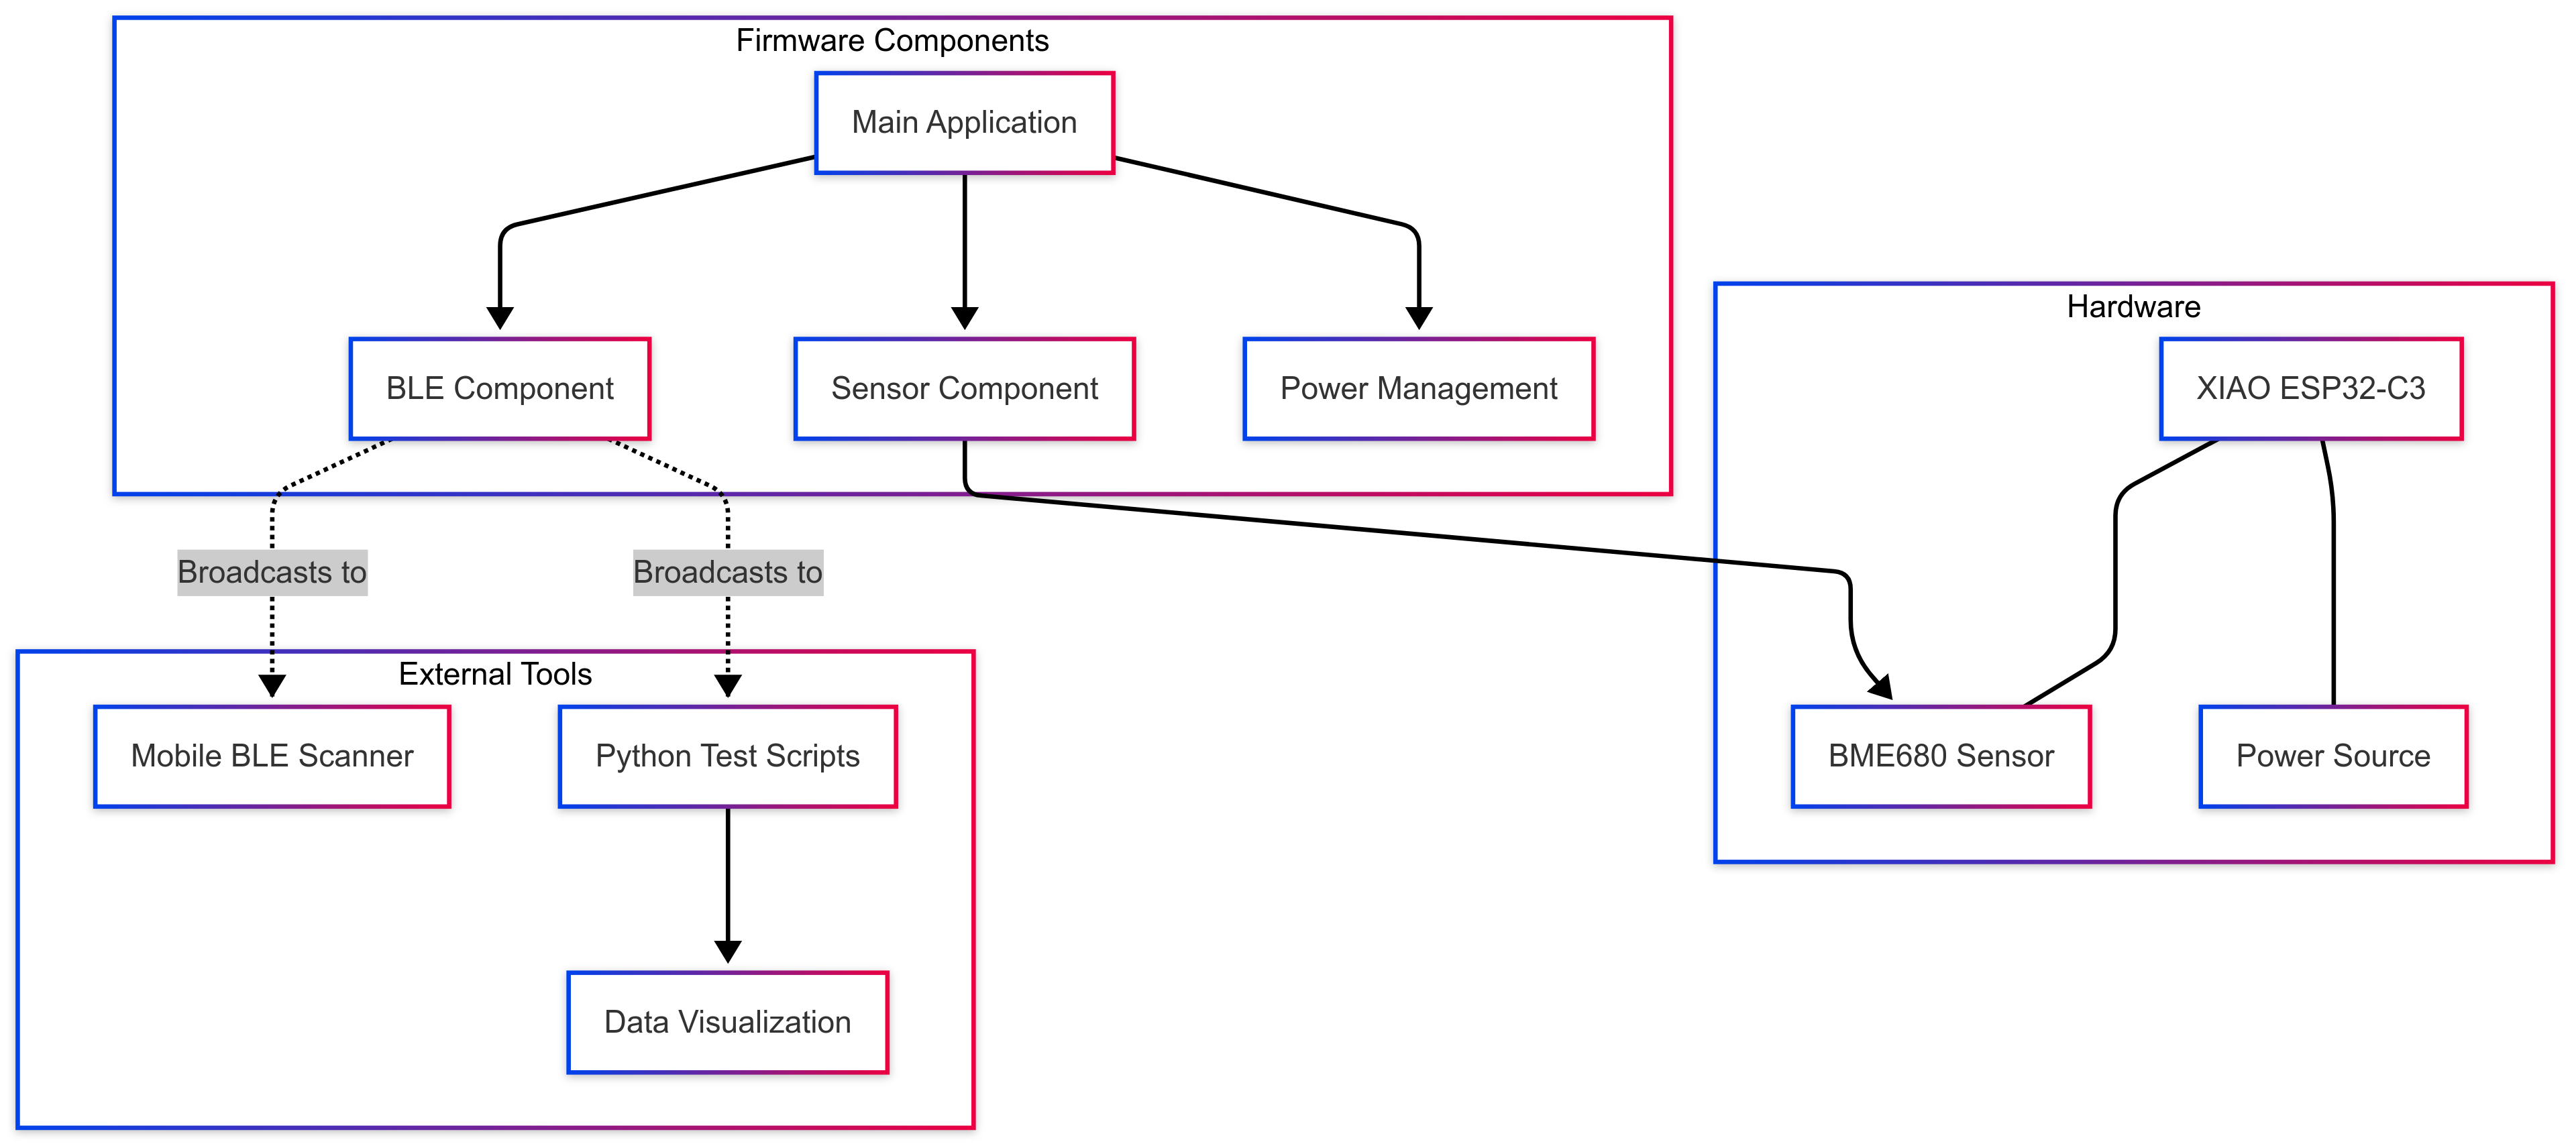 Firmware Components
Main Application
BLE Component
Sensor Component
Power Management
Hardware
XIAO ESP32-C3
Broadcasts to
Broadcasts to
External Tools
Mobile BLE Scanner
Python Test Scripts
BME680 Sensor
Power Source
Data Visualization